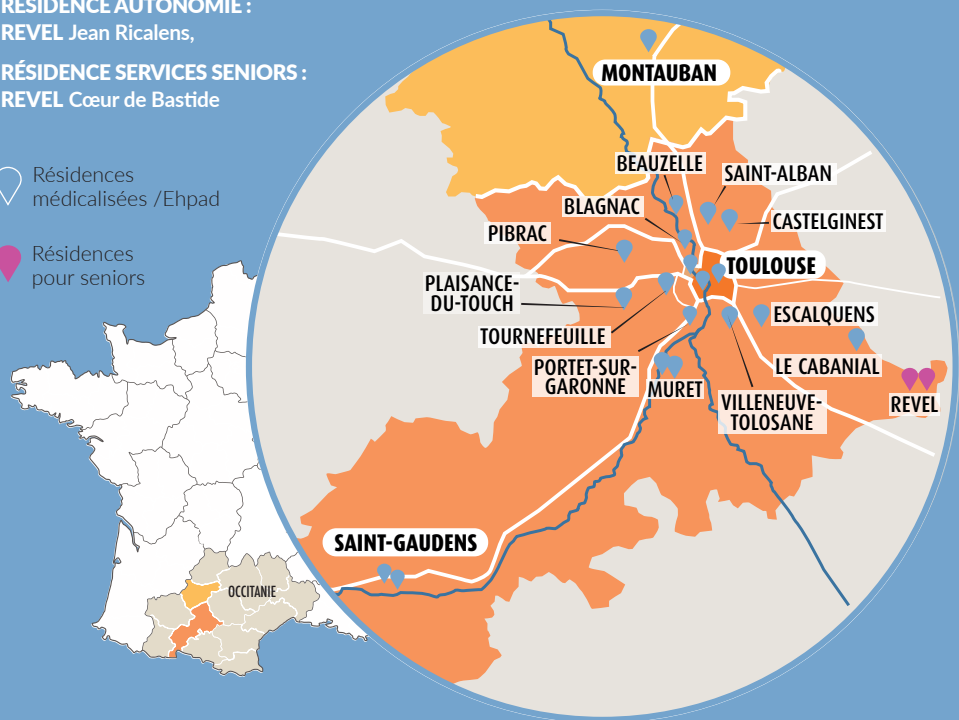 RÉSIDENCE AUTONOMIE :
REVEL Jean Ricalens,
RÉSIDENCE SERVICES SENIORS :
REVEL Cœur de Bastide
Résidences
médicalisées /Ehpad
Résidences
pour seniors
MONTAUBAN
BEAUZELLE
SAINT-ALBAN
BLAGNAC
CASTELGINEST
PIBRAC
TOULOUSE
PLAISANCE-
DU-TOUCH
ESCALQUENS
TOURNEFEUILLE
PORTET-SUR-
GARONNE
LE CABANIAL
MURET
VILLENEUVE-
TOLOSANE
REVEL
SAINT-GAUDENS
OCCITANIE